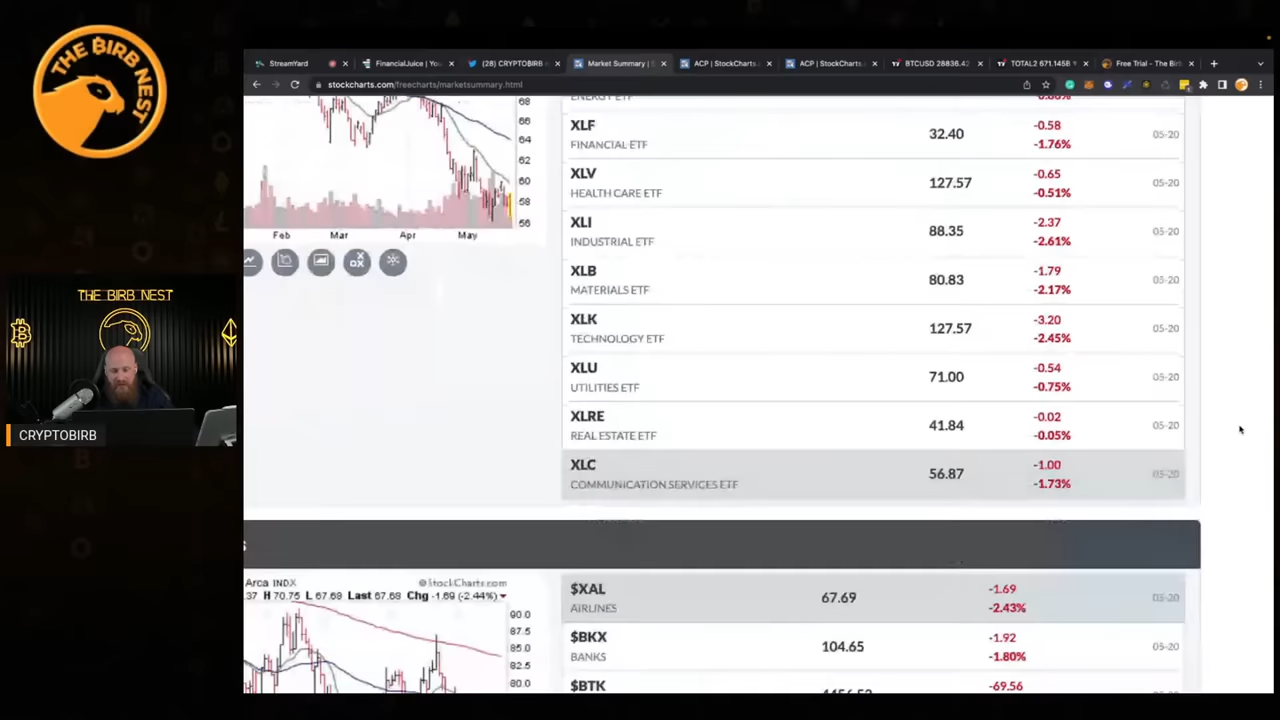 THE BIRB NEST
THE BIRB NEST
CRYPTOBIRB
StreamYard
FinancialJuice | You
(28) CRYPTOBIRB
Market Summary |
ACP | StockCharts
ACP | StockCharts
BTCUSD 28836.42
TOTAL2 671.145B
Free Trial - The Birb
stockcharts.com/freecharts/marketsummary.html
68
66
64
62
60
58
56
Feb Mar Apr May
ENERGY ETF
XLF 32.40 -0.58 05-20
FINANCIAL ETF -1.76%
XLV 127.57 -0.65 05-20
HEALTH CARE ETF -0.51%
XLI 88.35 -2.37 05-20
INDUSTRIAL ETF -2.61%
XLB 80.83 -1.79 05-20
MATERIALS ETF -2.17%
XLK 127.57 -3.20 05-20
TECHNOLOGY ETF -2.45%
XLU 71.00 -0.54 05-20
UTILITIES ETF -0.75%
XLRE 41.84 -0.02 05-20
REAL ESTATE ETF -0.05%
XLC 56.87 -1.00 05-20
COMMUNICATION SERVICES ETF -1.73%
Arca INDX ©StockCharts.com
37 H 70.75 L 67.69 Last 67.69 Chg -1.69 (-2.44%)
90.0
87.5
85.0
82.5
80.0
$XAL 67.69 -1.69 05-20
AIRLINES -2.43%
$BKX 104.65 -1.92 05-20
BANKS -1.80%
$BTK -69.56